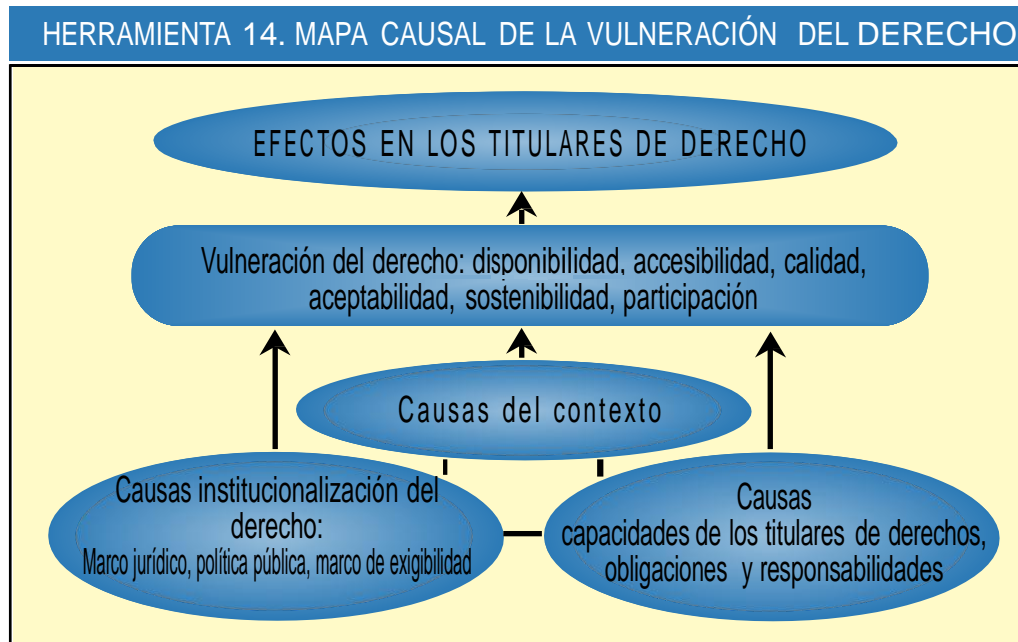 HERRAMIENTA 14. MAPA CAUSAL DE LA VULNERACIÓN DEL DERECHO
EFECTOS EN LOS TITULARES DE DERECHO
Vulneración del derecho: disponibilidad, accesibilidad, calidad,
aceptabilidad, sostenibilidad, participación
Causas del contexto
Causas institucionalización del
derecho:
Marco jurídico, política pública, marco de exigibilidad
Causas
capacidades de los titulares de derechos,
obligaciones y responsabilidades